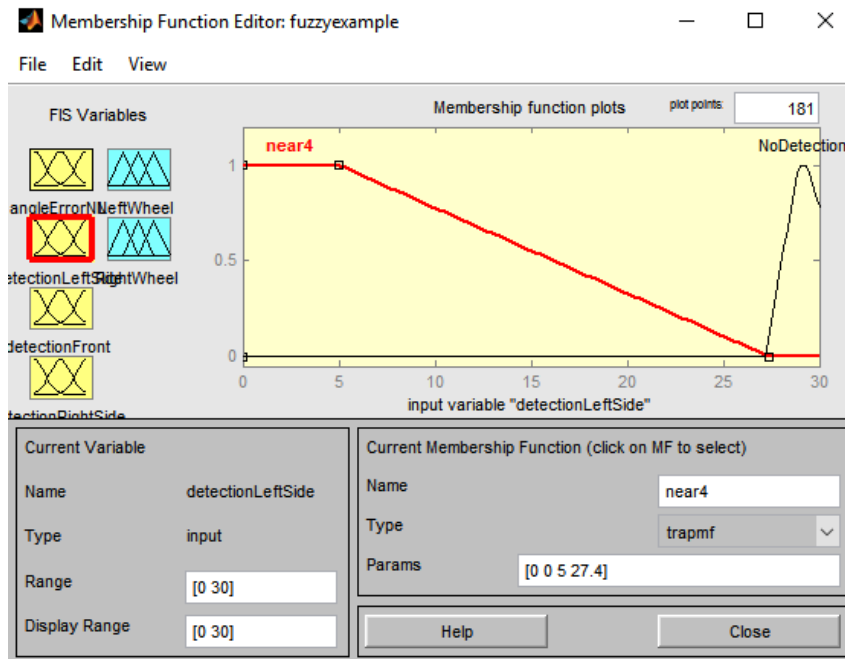 Membership Function Editor: fuzzyexample
File Edit View
FIS Variables
Membership function plots
plot points:
181
near4
NoDetection
1
0.5
0
0 5 10 15 20 25 30
input variable "detectionLeftSide"
angleErrorNN
LeftWheel
detectionLeftSide
RightWheel
detectionFront
Current Variable
Name detectionLeftSide
Type input
Range [0 30]
Display Range [0 30]
Current Membership Function (click on MF to select)
Name near4
Type trapmf
Params [0 0 5 27.4]
Help Close